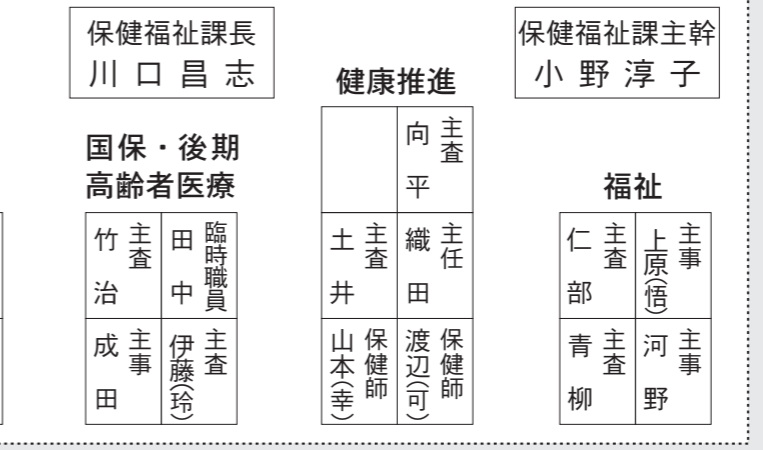 保健福祉課長
川口昌志
保健福祉課主幹
小野淳子
国保・後期
高齢者医療
主査
竹治
臨時職員
田中
主事
成田
主査
伊藤(玲)
健康推進
主査
向平
主査
土井
主任
織田
保健師
山本(幸)
保健師
渡辺(可)
福祉
主査
仁部
主事
上原(悟)
主査
青柳
主事
河野